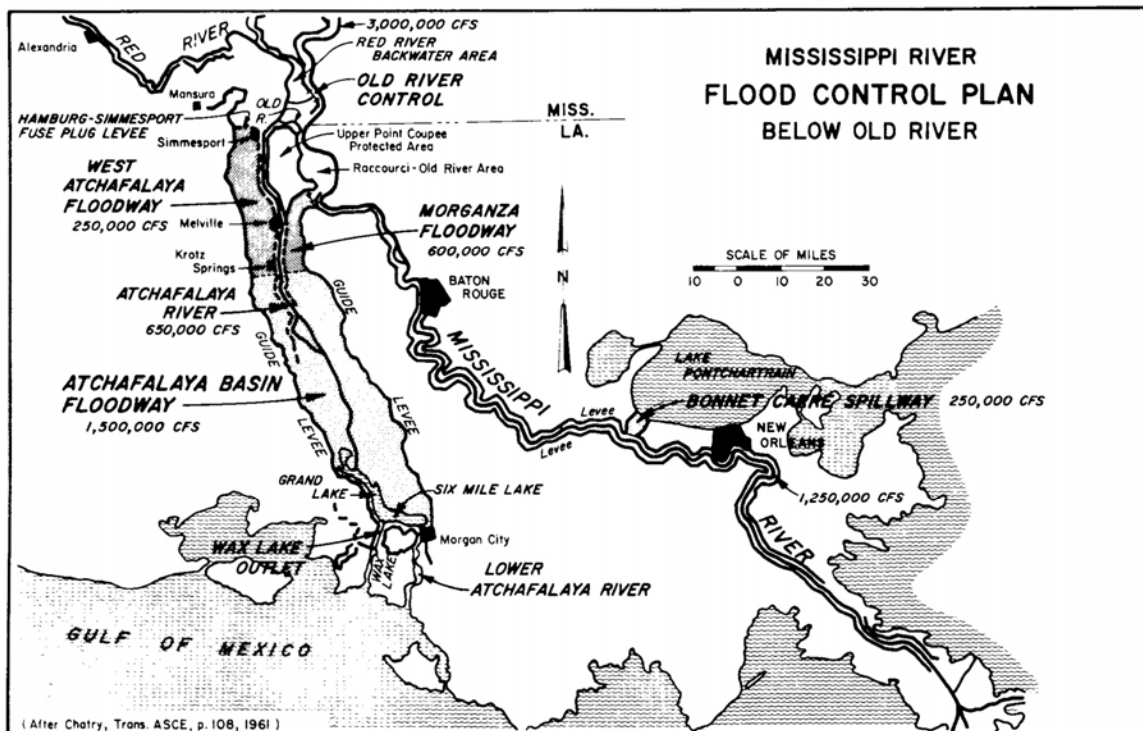 MISSISSIPPI RIVER
FLOOD CONTROL PLAN
BELOW OLD RIVER
3,000,000 CFS
Alexandria
RED RIVER
RED RIVER
BACKWATER AREA
OLD RIVER
CONTROL
Mansura
OLD
R.
MISS.
LA.
HAMBURG-SIMMESPORT
FUSE PLUG LEVEE
Simmesport
Upper Point Coupee
Protected Area
Raccourci-Old River Area
WEST
ATCHAFALAYA
FLOODWAY
250,000 CFS
Melville
MORGANZA
FLOODWAY
600,000 CFS
Krotz
Springs
SCALE OF MILES
10 0 10 20 30
N
BATON
ROUGE
ATCHAFALAYA
RIVER
650,000 CFS
GUIDE
LEVEE
GUIDE
LEVEE
MISSISSIPPI
RIVER
ATCHAFALAYA BASIN
FLOODWAY
1,500,000 CFS
LAKE
PONTCHARTRAIN
BONNET CARRE SPILLWAY 250,000 CFS
Levee
Levee
NEW
ORLEANS
1,250,000 CFS
GRAND
LAKE
SIX MILE LAKE
WAX LAKE
OUTLET
WAX
LAKE
Morgan City
LOWER
ATCHAFALAYA RIVER
GULF OF MEXICO
(After Chatry, Trans. ASCE, p. 108, 1961)